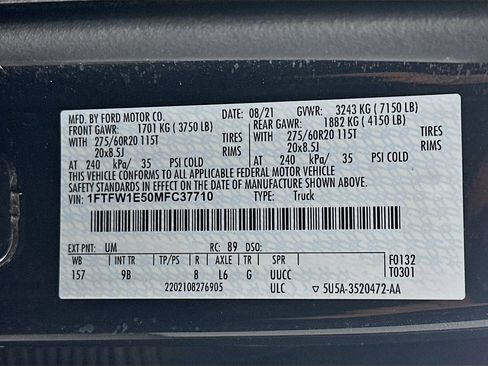 MFD. BY FORD MOTOR CO. 08/21 GVWR: 3243 KG ( 7150 LB)
FRONT GAWR: 1701 KG ( 3750 LB) REAR GAWR: 1882 KG ( 4150 LB)
WITH 275/60R20 115T TIRES WITH 275/60R20 115T TIRES
20x8.5J RIMS 20x8.5J RIMS
AT 240 kPa/ 35 PSI COLD AT 240 kPa/ 35 PSI COLD
THIS VEHICLE CONFORMS TO ALL APPLICABLE FEDERAL MOTOR VEHICLE
SAFETY STANDARDS IN EFFECT ON THE DATE OF MANUFACTURE SHOWN ABOVE.
VIN: 1FTFW1E50MFC37710 TYPE: Truck
EXT PNT: UM RC: 89 DSO:
WB INT TR TP/PS R AXLE TR SPR F0132
157 9B 8 L6 G UUCC T0301
2202108276905 ULC 5U5A-3520472-AA